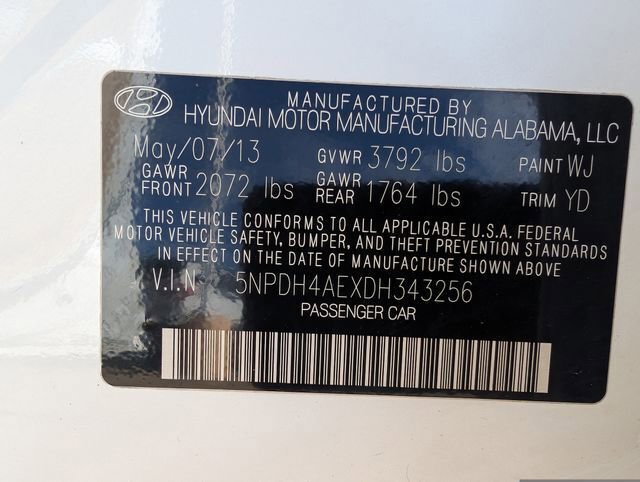 MANUFACTURED BY
HYUNDAI MOTOR MANUFACTURING ALABAMA, LLC
May/07/13 GVWR 3792 lbs PAINT WJ
GAWR FRONT 2072 lbs GAWR REAR 1764 lbs TRIM YD
THIS VEHICLE CONFORMS TO ALL APPLICABLE U.S.A. FEDERAL
MOTOR VEHICLE SAFETY, BUMPER, AND THEFT PREVENTION STANDARDS
IN EFFECT ON THE DATE OF MANUFACTURE SHOWN ABOVE
V.I.N 5NPDH4AEXDH343256
PASSENGER CAR